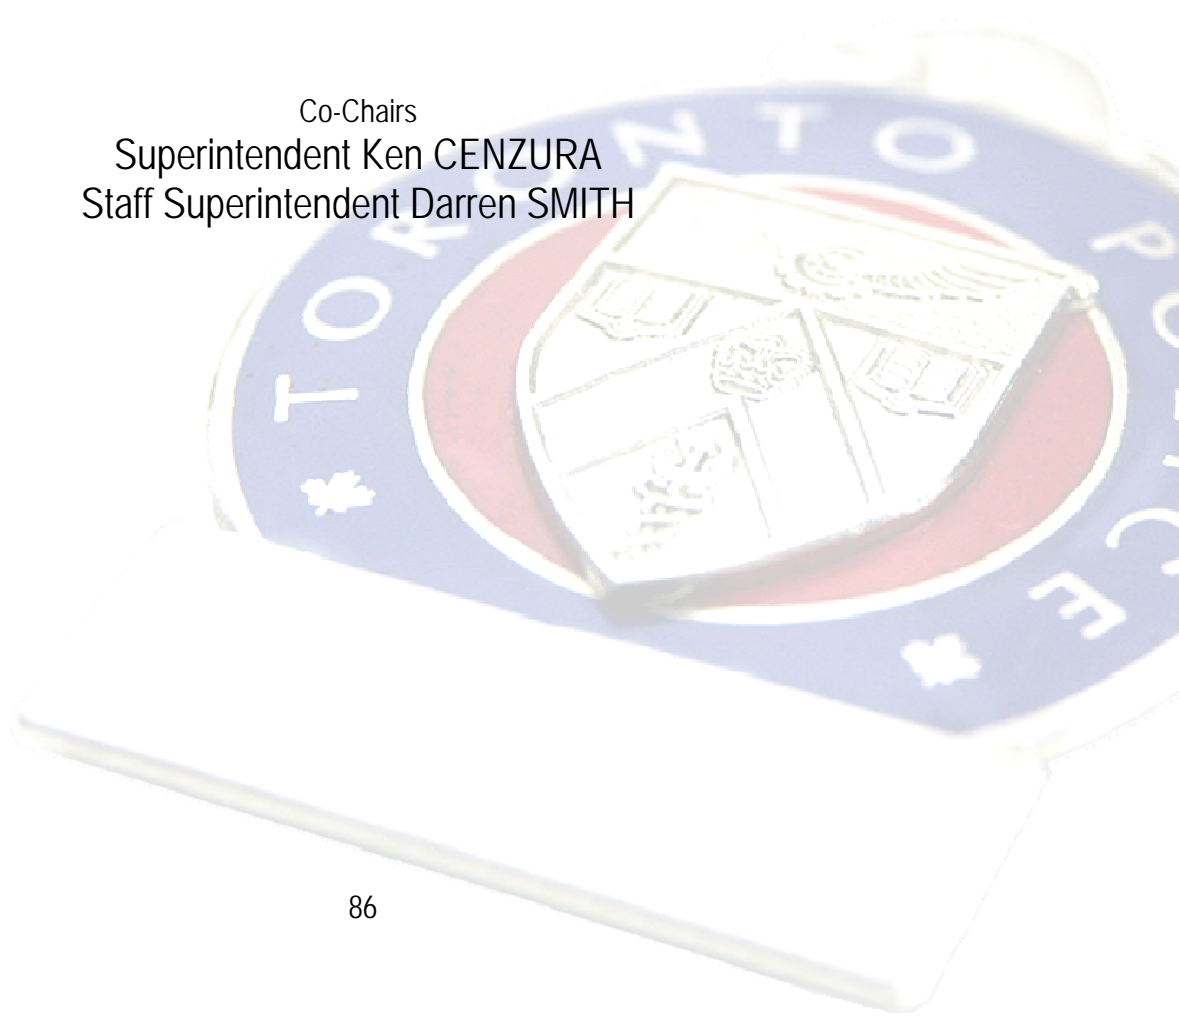 Co-Chairs
Superintendent Ken CENZURA
Staff Superintendent Darren SMITH
TORONTO POLICE
86